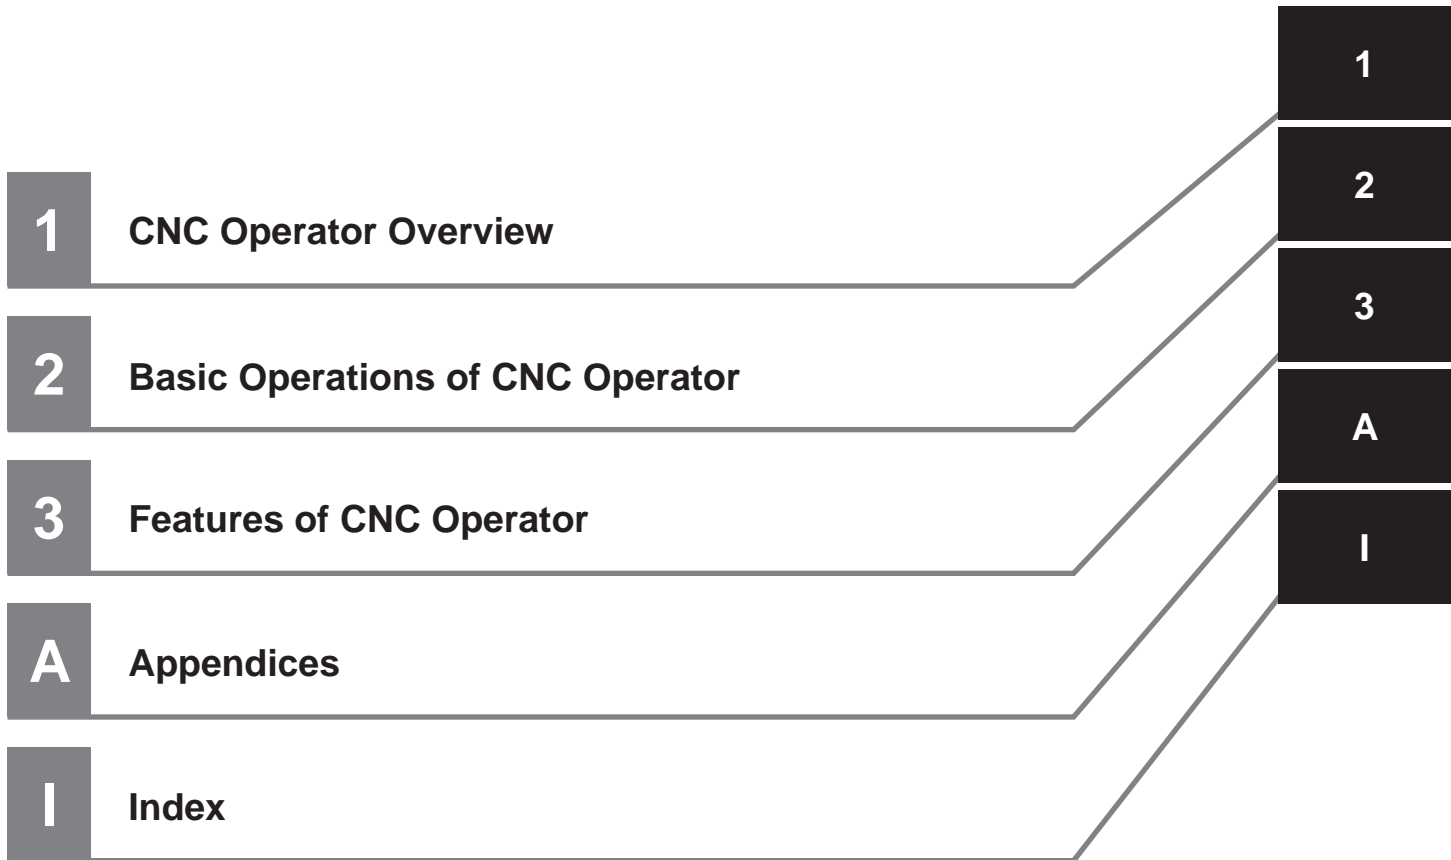 1
2
3
A
I
1 CNC Operator Overview
2 Basic Operations of CNC Operator
3 Features of CNC Operator
A Appendices
I Index